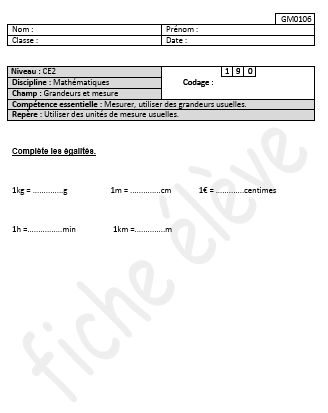 GM0106
Nom : Prénom :
Classe : Date :
Niveau : CE2 1 9 0
Discipline : Mathématiques Codage :
Champ : Grandeurs et mesure
Compétence essentielle : Mesurer, utiliser des grandeurs usuelles.
Repère : Utiliser des unités de mesure usuelles.
Complète les égalités.
1kg = ..............g 1m = ..............cm 1€ = .............centimes
1h =................min 1km =..............m
fiche élève